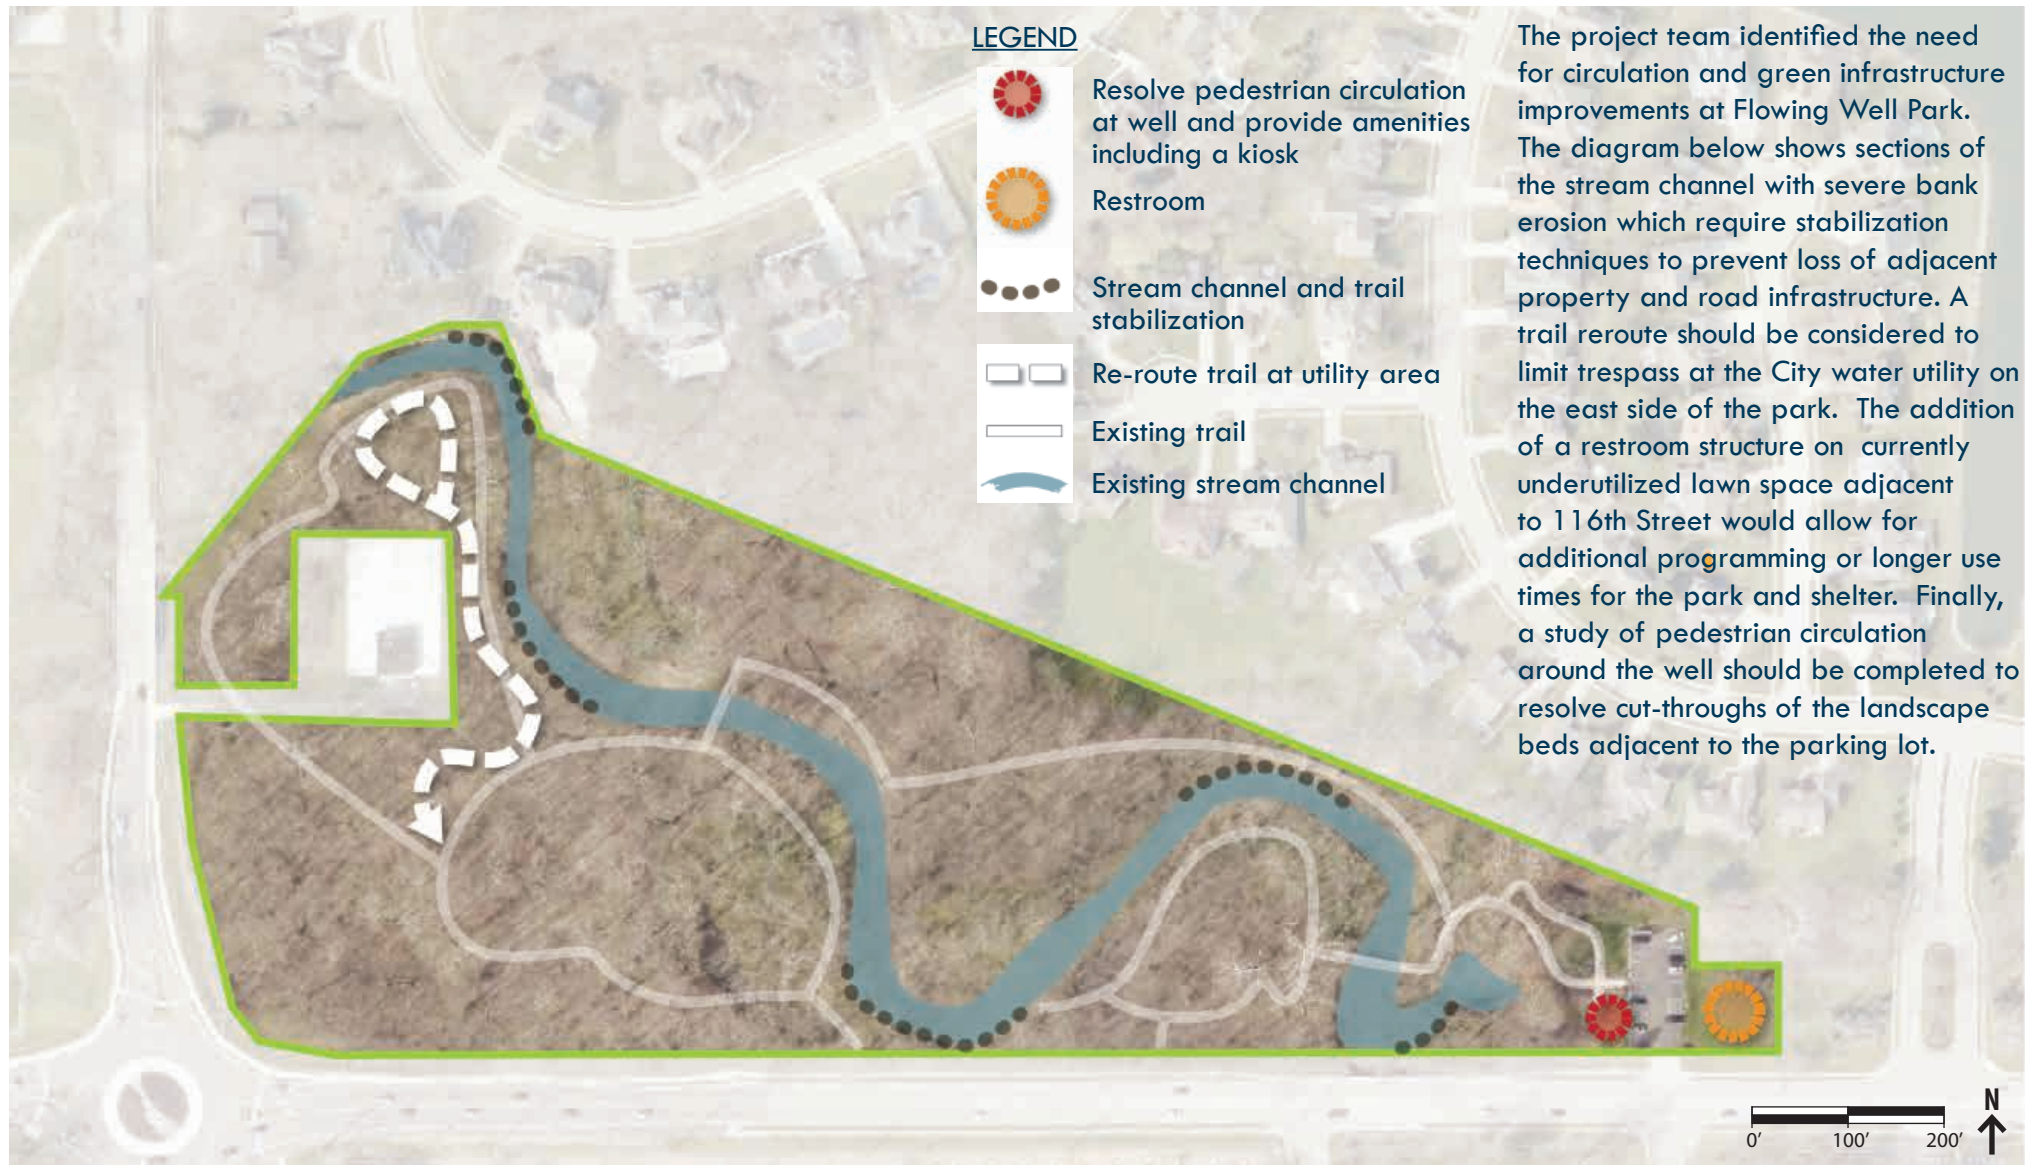 LEGEND
Resolve pedestrian circulation
at well and provide amenities
including a kiosk
Restroom
Stream channel and trail
stabilization
Re-route trail at utility area
Existing trail
Existing stream channel
The project team identified the need
for circulation and green infrastructure
improvements at Flowing Well Park.
The diagram below shows sections of
the stream channel with severe bank
erosion which require stabilization
techniques to prevent loss of adjacent
property and road infrastructure. A
trail reroute should be considered to
limit trespass at the City water utility on
the east side of the park. The addition
of a restroom structure on currently
underutilized lawn space adjacent
to 116th Street would allow for
additional programming or longer use
times for the park and shelter. Finally,
a study of pedestrian circulation
around the well should be completed to
resolve cut-throughs of the landscape
beds adjacent to the parking lot.
N
0' 100' 200'